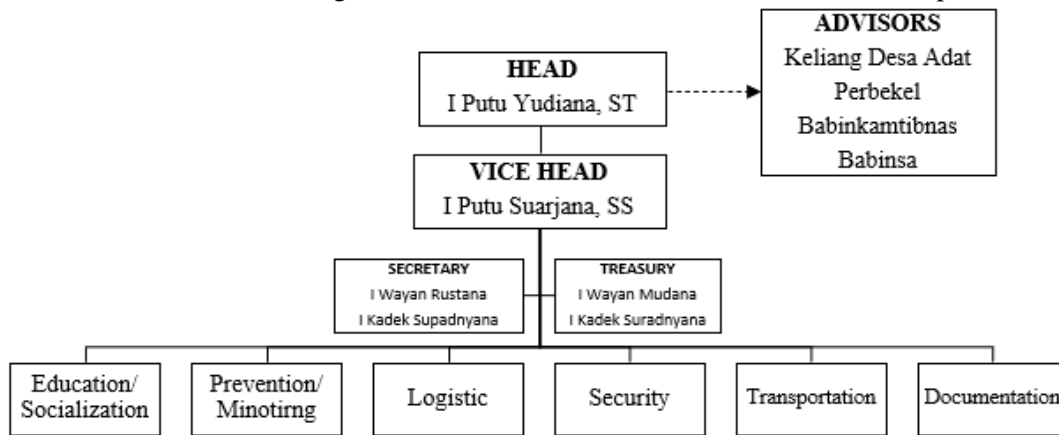 ADVISORS
Keliang Desa Adat
Perbekel
Babinkamtibnas
Babinsa
HEAD
I Putu Yudiana, ST
VICE HEAD
I Putu Suarjana, SS
SECRETARY
I Wayan Rustana
I Kadek Supadnyana
TREASURY
I Wayan Mudana
I Kadek Suradnyana
Education/
Socialization
Prevention/
Minotirng
Logistic
Security
Transportation
Documentation